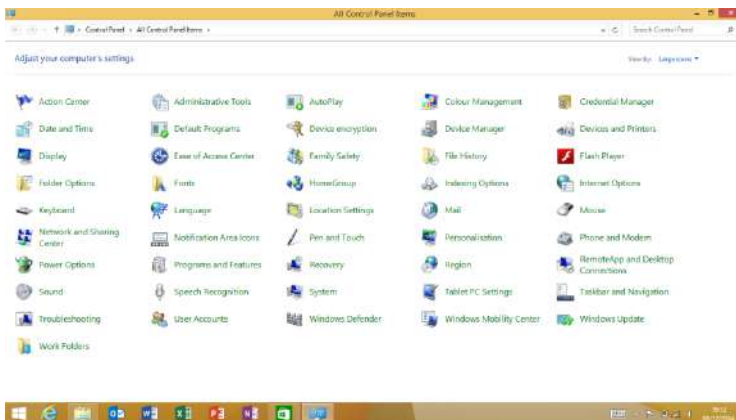 All Control Panel Items
Control Panel All Control Panel Items
Search Control Panel
Adjust your computer's settings
View by: Large icons
Action Center Administrative Tools AutoPlay Colour Management Credential Manager
Date and Time Default Programs Device encryption Device Manager Devices and Printers
Display Ease of Access Center Family Safety File History Flash Player
Folder Options Fonts HomeGroup Indexing Options Internet Options
Keyboard Language Location Settings Mail Mouse
Network and Sharing
Center
Notification Area Icons Pen and Touch Personalisation Phone and Modem
Power Options Programs and Features Recovery Region
RemoteApp and Desktop
Connections
Sound Speech Recognition System Tablet PC Settings Taskbar and Navigation
Troubleshooting User Accounts Windows Defender Windows Mobility Center Windows Update
Work Folders